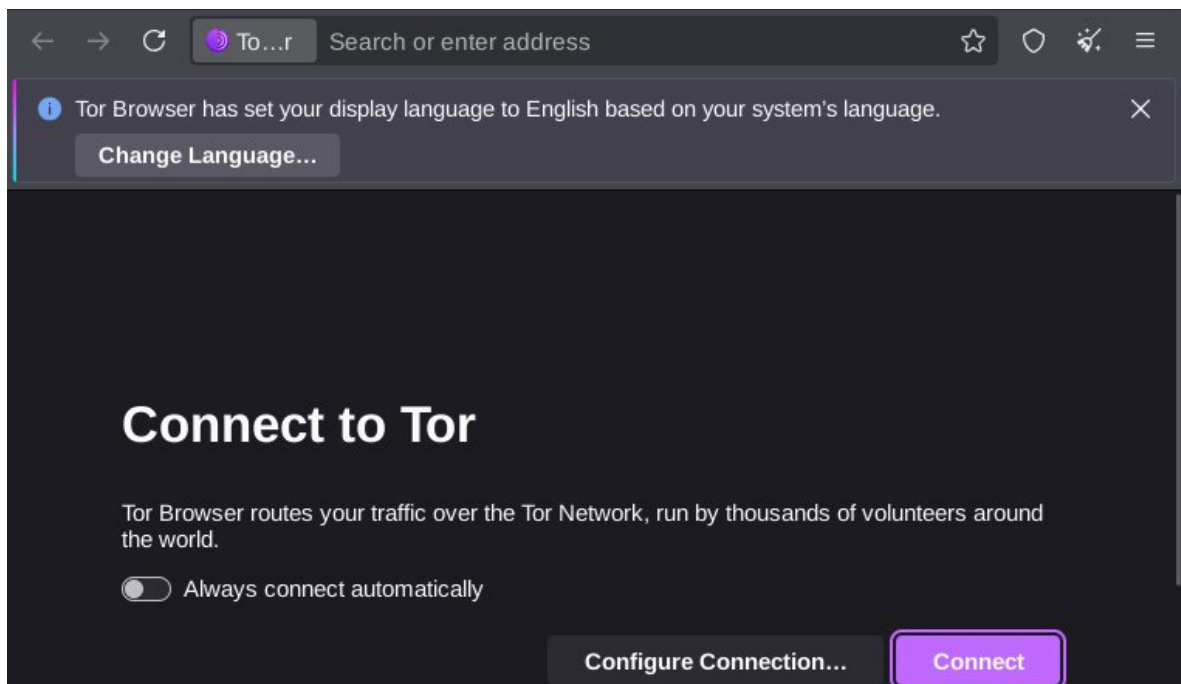 To…r Search or enter address
Tor Browser has set your display language to English based on your system’s language.
Change Language…
Connect to Tor
Tor Browser routes your traffic over the Tor Network, run by thousands of volunteers around
the world.
Always connect automatically
Configure Connection… Connect